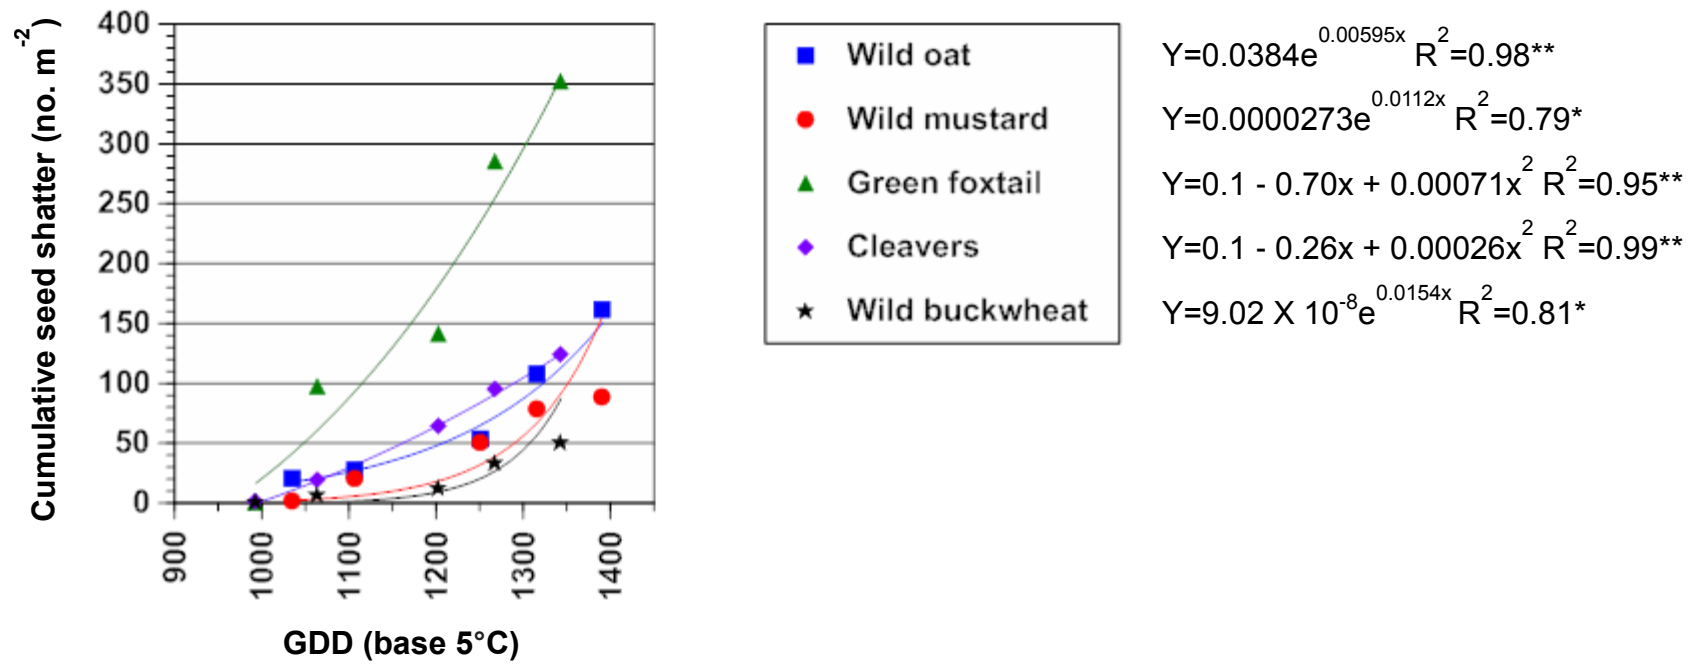 Cumulative seed shatter (no. m-2)
400
350
300
250
200
150
100
50
0
900
1000
1100
1200
1300
1400
GDD (base 5°C)
Wild oat
Wild mustard
Green foxtail
Cleavers
Wild buckwheat
Y=0.0384e0.00595x R2=0.98**
Y=0.0000273e0.0112x R2=0.79*
Y=0.1 - 0.70x + 0.00071x2 R2=0.95**
Y=0.1 - 0.26x + 0.00026x2 R2=0.99**
Y=9.02 X 10-8e0.0154x R2=0.81*